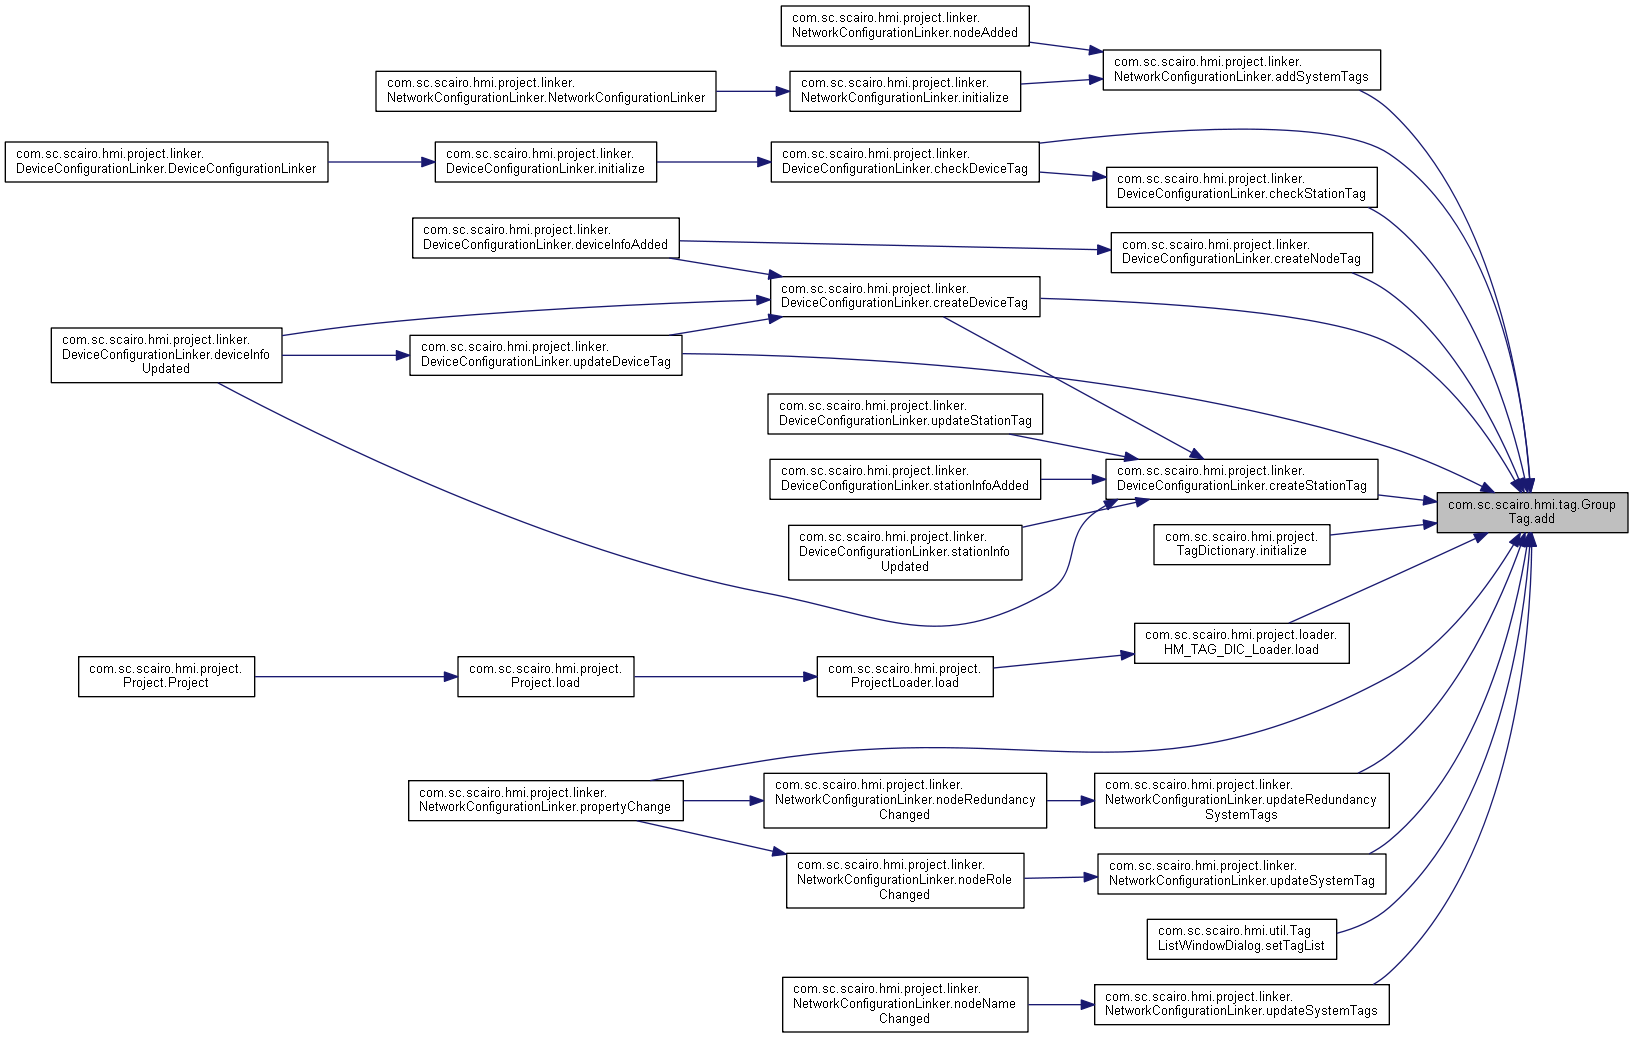 com.sc.scairo.hmi.project.linker.
NetworkConfigurationLinker.nodeAdded
com.sc.scairo.hmi.project.linker.
NetworkConfigurationLinker.addSystemTags
com.sc.scairo.hmi.project.linker.
NetworkConfigurationLinker.NetworkConfigurationLinker
com.sc.scairo.hmi.project.linker.
NetworkConfigurationLinker.initialize
com.sc.scairo.hmi.project.linker.
DeviceConfigurationLinker.DeviceConfigurationLinker
com.sc.scairo.hmi.project.linker.
DeviceConfigurationLinker.initialize
com.sc.scairo.hmi.project.linker.
DeviceConfigurationLinker.checkDeviceTag
com.sc.scairo.hmi.project.linker.
DeviceConfigurationLinker.checkStationTag
com.sc.scairo.hmi.project.linker.
DeviceConfigurationLinker.deviceInfoAdded
com.sc.scairo.hmi.project.linker.
DeviceConfigurationLinker.createNodeTag
com.sc.scairo.hmi.project.linker.
DeviceConfigurationLinker.createDeviceTag
com.sc.scairo.hmi.project.linker.
DeviceConfigurationLinker.deviceInfo
Updated
com.sc.scairo.hmi.project.linker.
DeviceConfigurationLinker.updateDeviceTag
com.sc.scairo.hmi.project.linker.
DeviceConfigurationLinker.updateStationTag
com.sc.scairo.hmi.project.linker.
DeviceConfigurationLinker.stationInfoAdded
com.sc.scairo.hmi.project.linker.
DeviceConfigurationLinker.createStationTag
com.sc.scairo.hmi.tag.Group
Tag.add
com.sc.scairo.hmi.project.linker.
DeviceConfigurationLinker.stationInfo
Updated
com.sc.scairo.hmi.project.
TagDictionary.initialize
com.sc.scairo.hmi.project.loader.
HM_TAG_DIC_Loader.load
com.sc.scairo.hmi.project.
Project.Project
com.sc.scairo.hmi.project.
Project.load
com.sc.scairo.hmi.project.
ProjectLoader.load
com.sc.scairo.hmi.project.linker.
NetworkConfigurationLinker.propertyChange
com.sc.scairo.hmi.project.linker.
NetworkConfigurationLinker.nodeRedundancy
Changed
com.sc.scairo.hmi.project.linker.
NetworkConfigurationLinker.updateRedundancy
SystemTags
com.sc.scairo.hmi.project.linker.
NetworkConfigurationLinker.nodeRole
Changed
com.sc.scairo.hmi.project.linker.
NetworkConfigurationLinker.updateSystemTag
com.sc.scairo.hmi.util.Tag
ListWindowDialog.setTagList
com.sc.scairo.hmi.project.linker.
NetworkConfigurationLinker.nodeName
Changed
com.sc.scairo.hmi.project.linker.
NetworkConfigurationLinker.updateSystemTags